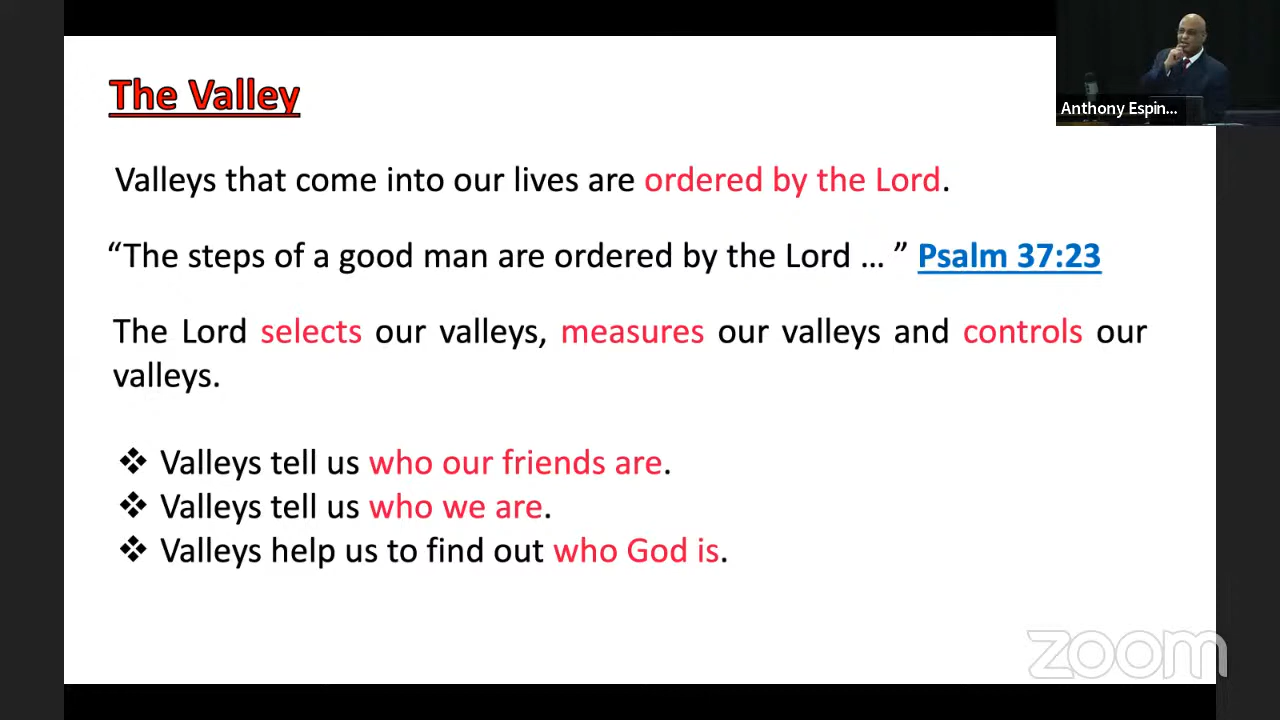 The Valley
Anthony Espin...
Valleys that come into our lives are ordered by the Lord.
“The steps of a good man are ordered by the Lord ... ” Psalm 37:23
The Lord selects our valleys, measures our valleys and controls our
valleys.
❖ Valleys tell us who our friends are.
❖ Valleys tell us who we are.
❖ Valleys help us to find out who God is.
zoom